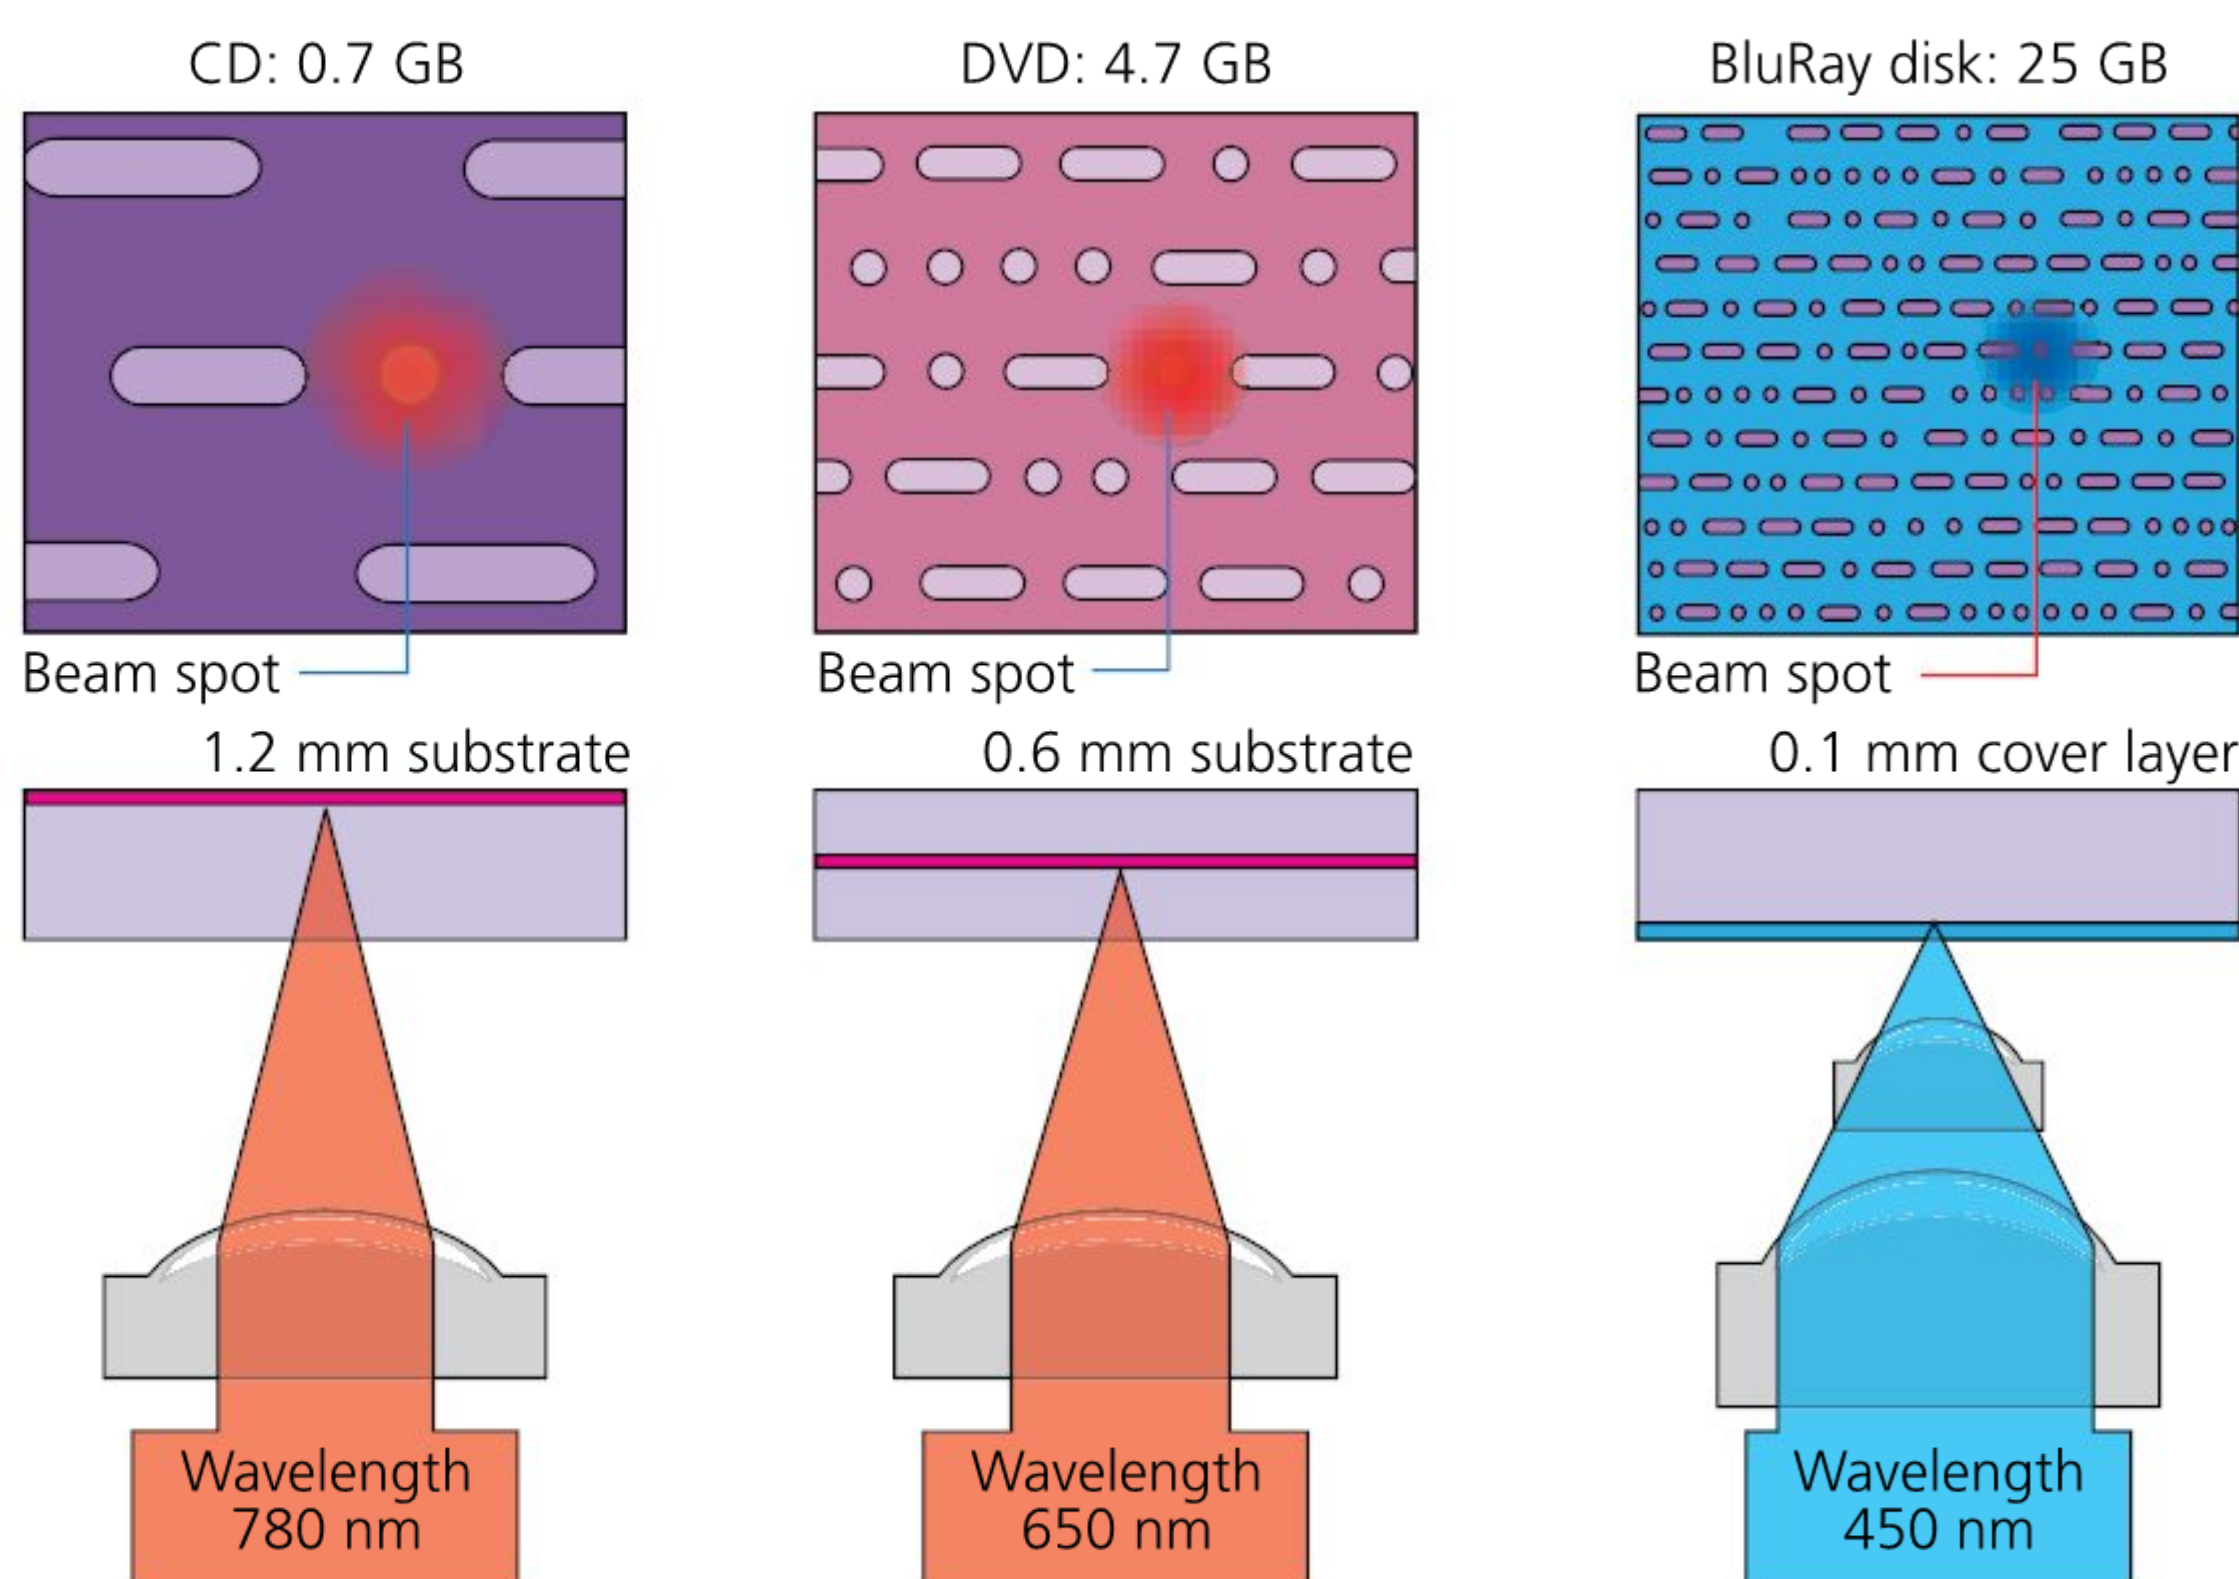 CD: 0.7 GB
DVD: 4.7 GB
BluRay disk: 25 GB
Beam spot
Beam spot
Beam spot
1.2 mm substrate
0.6 mm substrate
0.1 mm cover layer
Wavelength
780 nm
Wavelength
650 nm
Wavelength
450 nm